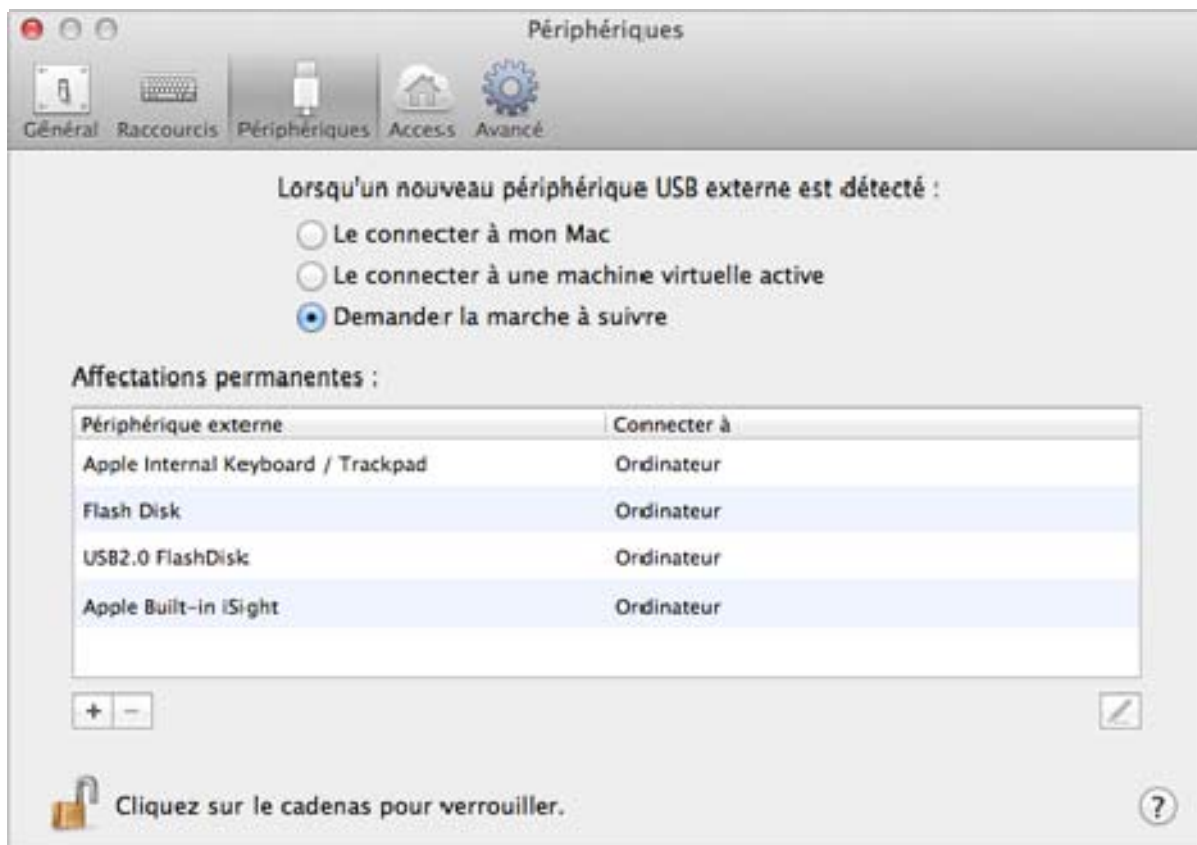 Périphériques
Général Raccourcis Périphériques Access Avancé
Lorsqu'un nouveau périphérique USB externe est détecté :
Le connecter à mon Mac
Le connecter à une machine virtuelle active
Demander la marche à suivre
Affectations permanentes :
Périphérique externe Connecter à
Apple Internal Keyboard / Trackpad Ordinateur
Flash Disk Ordinateur
USB2.0 FlashDisk Ordinateur
Apple Built-in iSight Ordinateur
+ −
Cliquez sur le cadenas pour verrouiller. ?